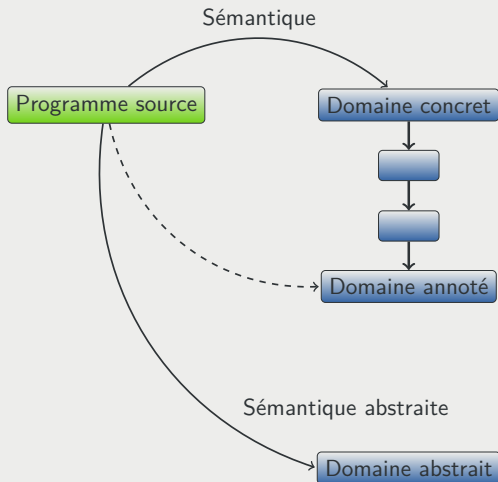 Sémantique
Programme source
Domaine concret
Domaine annoté
Sémantique abstraite
Domaine abstrait